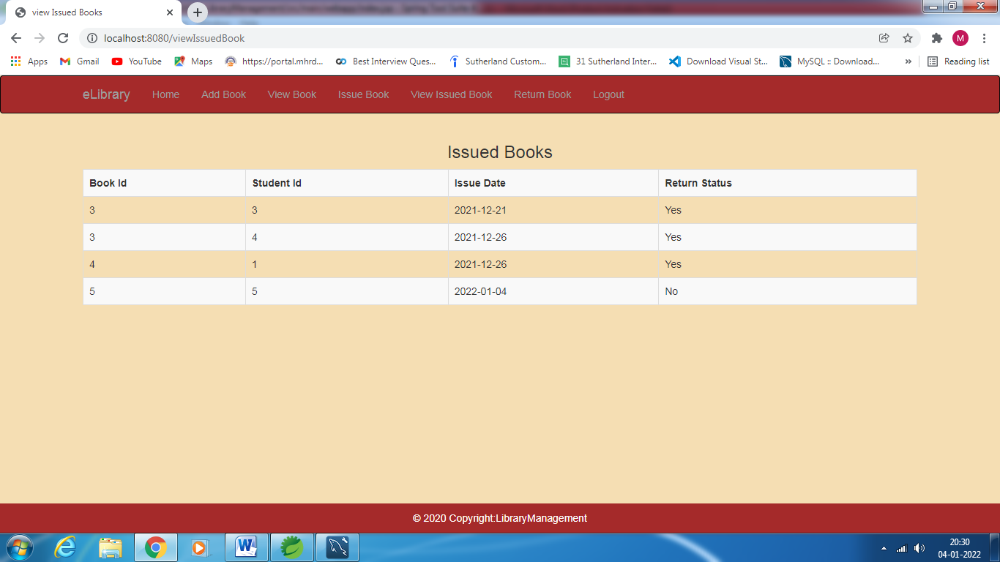 view Issued Books
localhost:8080/viewIssuedBook
M
Apps Gmail YouTube Maps https://portal.mhrd... Best Interview Ques... Sutherland Custom... 31 Sutherland Inter... Download Visual St... MySQL :: Download... » Reading list
eLibrary Home Add Book View Book Issue Book View Issued Book Return Book Logout
Issued Books
Book Id Student Id Issue Date Return Status
3 3 2021-12-21 Yes
3 4 2021-12-26 Yes
4 1 2021-12-26 Yes
5 5 2022-01-04 No
© 2020 Copyright:LibraryManagement
20:30
04-01-2022